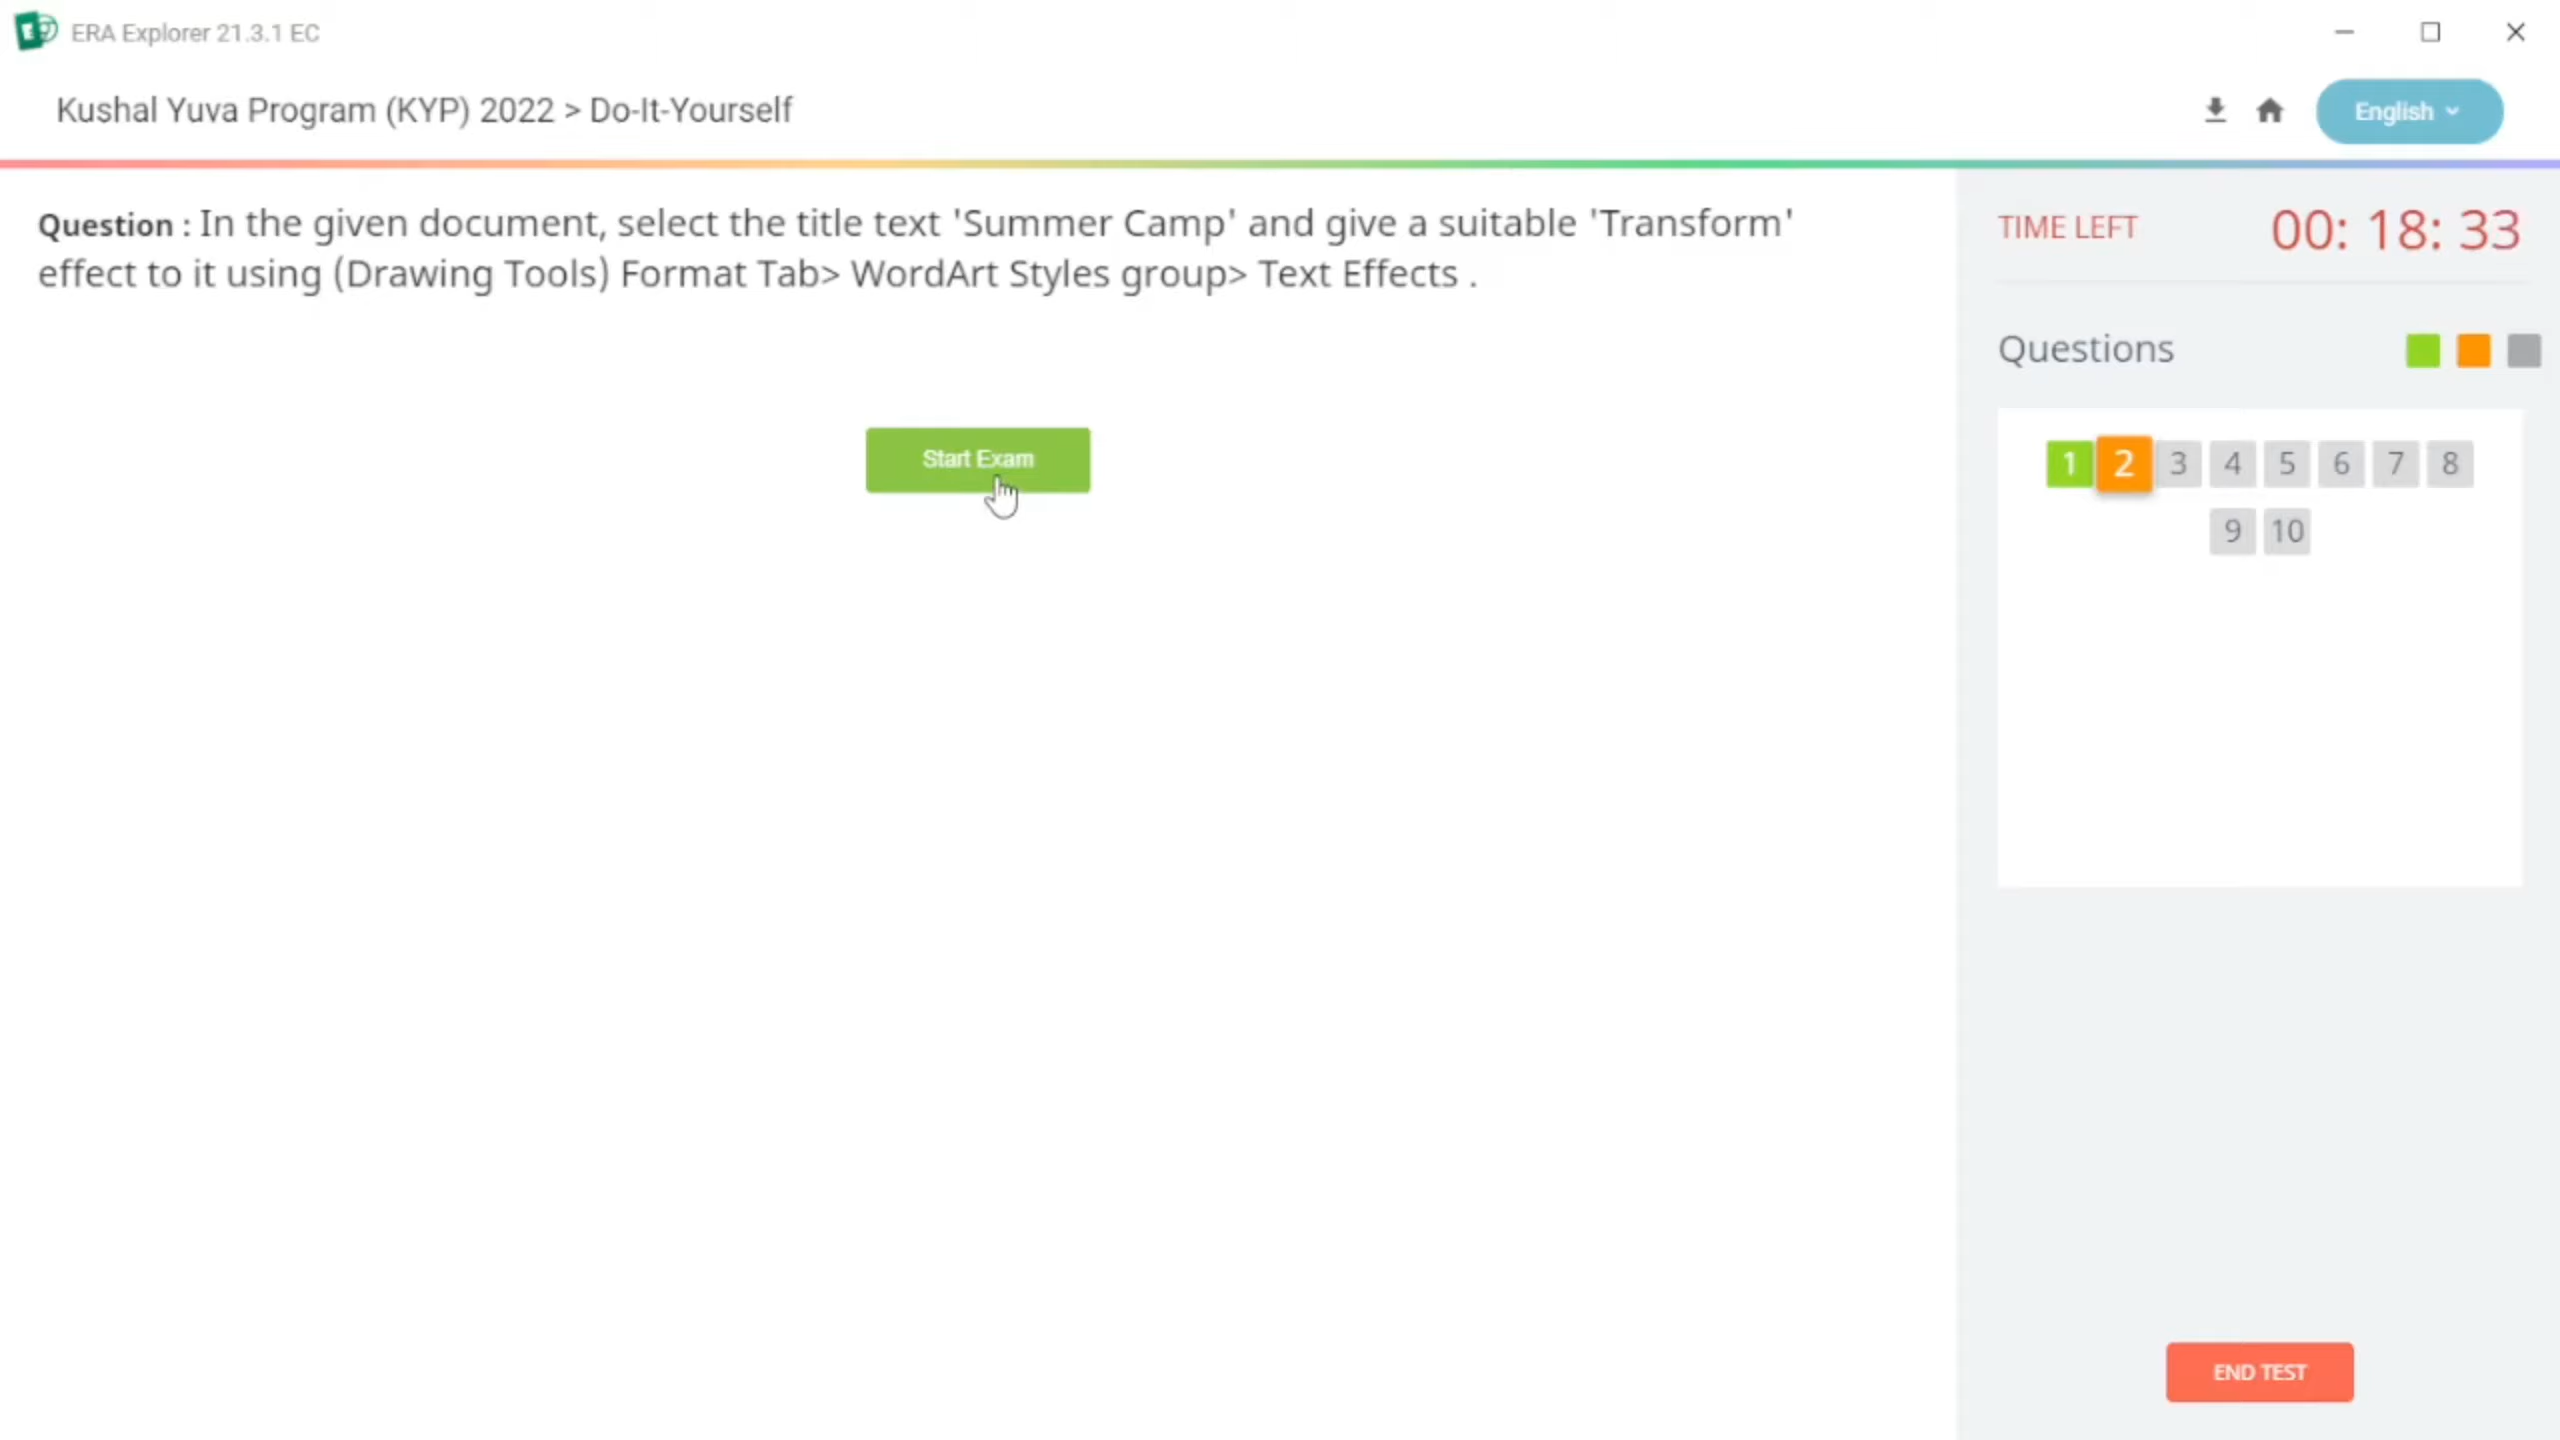 ERA Explorer 21.3.1 EC
Kushal Yuva Program (KYP) 2022 > Do-It-Yourself
English
Question : In the given document, select the title text 'Summer Camp' and give a suitable 'Transform'
effect to it using (Drawing Tools) Format Tab> WordArt Styles group> Text Effects .
Start Exam
TIME LEFT 00: 18: 33
Questions
1 2 3 4 5 6 7 8
9 10
END TEST